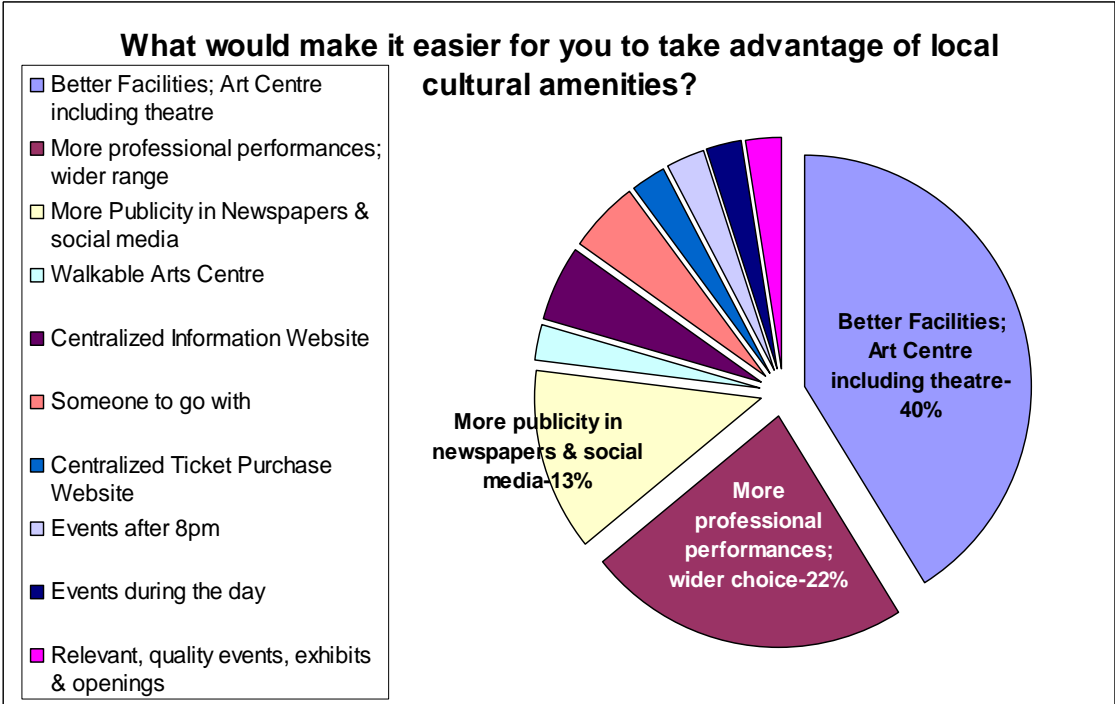 What would make it easier for you to take advantage of local
cultural amenities?
Better Facilities; Art Centre
including theatre
More professional performances;
wider range
More Publicity in Newspapers &
social media
Walkable Arts Centre
Centralized Information Website
Someone to go with
Centralized Ticket Purchase
Website
Events after 8pm
Events during the day
Relevant, quality events, exhibits
& openings
Better Facilities;
Art Centre
including theatre-
40%
More publicity in
newspapers & social
media-13%
More
professional
performances;
wider choice-22%